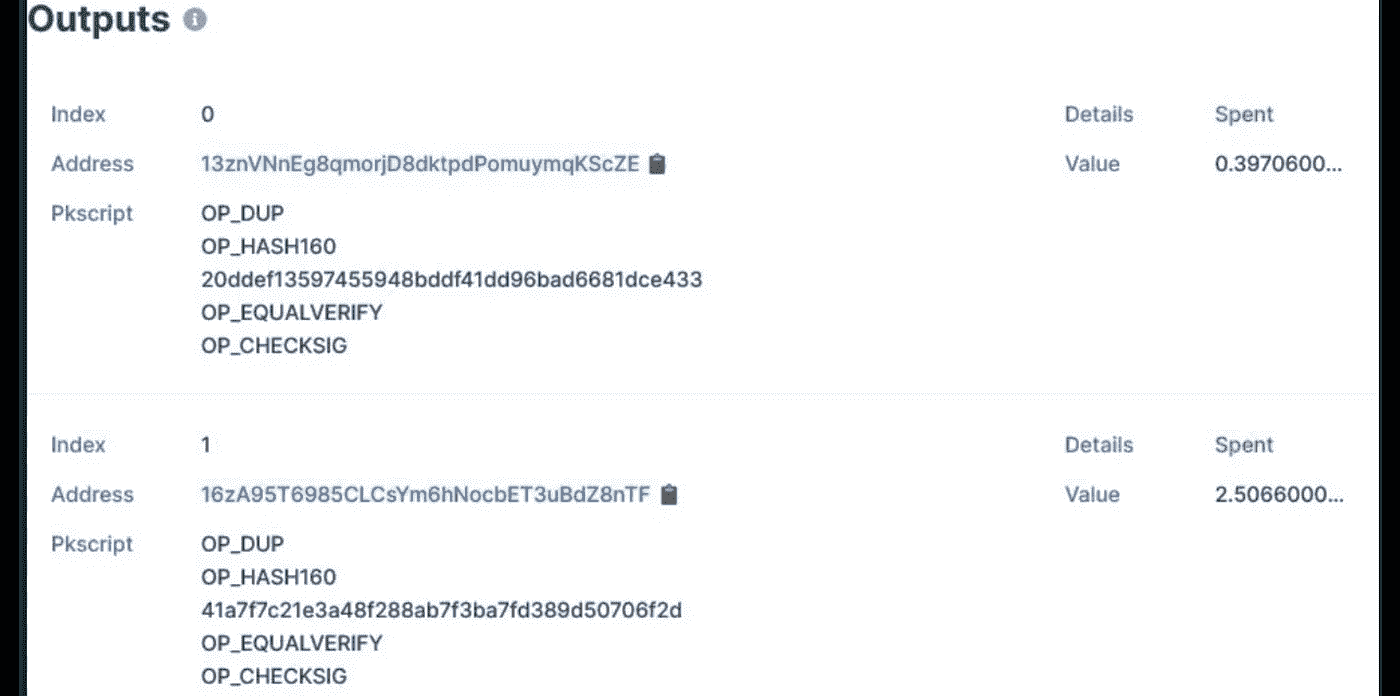 Outputs
Index 0 Details Spent
Address 13znVNnEg8qmorjD8dktpdPomuymqKScZE Value 0.3970600...
Pkscript OP_DUP
OP_HASH160
20ddef13597455948bddf41dd96bad6681dce433
OP_EQUALVERIFY
OP_CHECKSIG
Index 1 Details Spent
Address 16zA95T6985CLCsYm6hNocbET3uBdZ8nTF Value 2.5066000...
Pkscript OP_DUP
OP_HASH160
41a7f7c21e3a48f288ab7f3ba7fd389d50706f2d
OP_EQUALVERIFY
OP_CHECKSIG